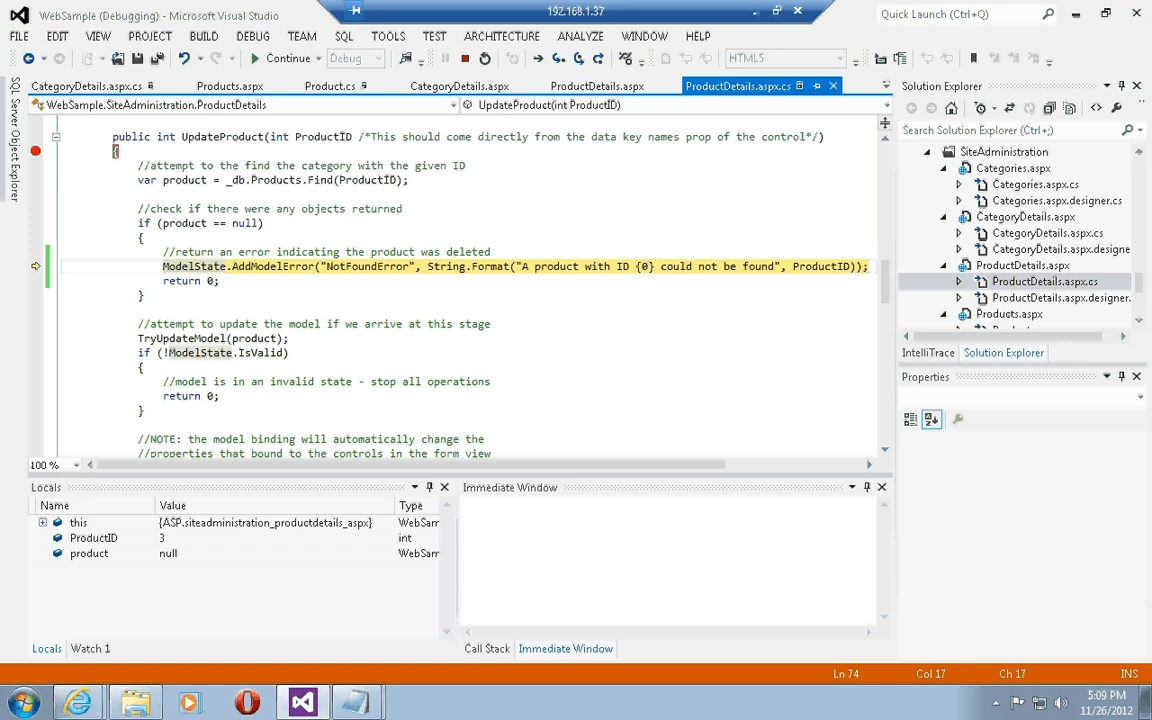 WebSample (Debugging) - Microsoft Visual Studio
192.168.1.37
Quick Launch (Ctrl+Q)
FILE EDIT VIEW PROJECT BUILD DEBUG TEAM SQL TOOLS TEST ARCHITECTURE ANALYZE WINDOW HELP
Continue Debug HTML5
CategoryDetails.aspx.cs Products.aspx Product.cs CategoryDetails.aspx ProductDetails.aspx ProductDetails.aspx.cs
WebSample.SiteAdministration.ProductDetails
UpdateProduct(int ProductID)
SQL Server Object Explorer
public int UpdateProduct(int ProductID /*This should come directly from the data key names prop of the control*/)
{
//attempt to the find the category with the given ID
var product = _db.Products.Find(ProductID);
//check if there were any objects returned
if (product == null)
{
//return an error indicating the product was deleted
ModelState.AddModelError("NotFoundError", String.Format("A product with ID {0} could not be found", ProductID));
return 0;
}
//attempt to update the model if we arrive at this stage
TryUpdateModel(product);
if (!ModelState.IsValid)
{
//model is in an invalid state - stop all operations
return 0;
}
//NOTE: the model binding will automatically change the
//properties that bound to the controls in the form view
100 %
Solution Explorer
Search Solution Explorer (Ctrl+;)
SiteAdministration
Categories.aspx
Categories.aspx.cs
Categories.aspx.designer.cs
CategoryDetails.aspx
CategoryDetails.aspx.cs
CategoryDetails.aspx.designe
ProductDetails.aspx
ProductDetails.aspx.cs
ProductDetails.aspx.designer.
Products.aspx
IntelliTrace Solution Explorer
Properties
Locals
Name Value Type
this {ASP.siteadministration_productdetails_aspx} WebSam
ProductID 3 int
product null WebSam
Locals Watch 1
Immediate Window
Call Stack Immediate Window
Ln 74 Col 17 Ch 17 INS
5:09 PM
11/26/2012